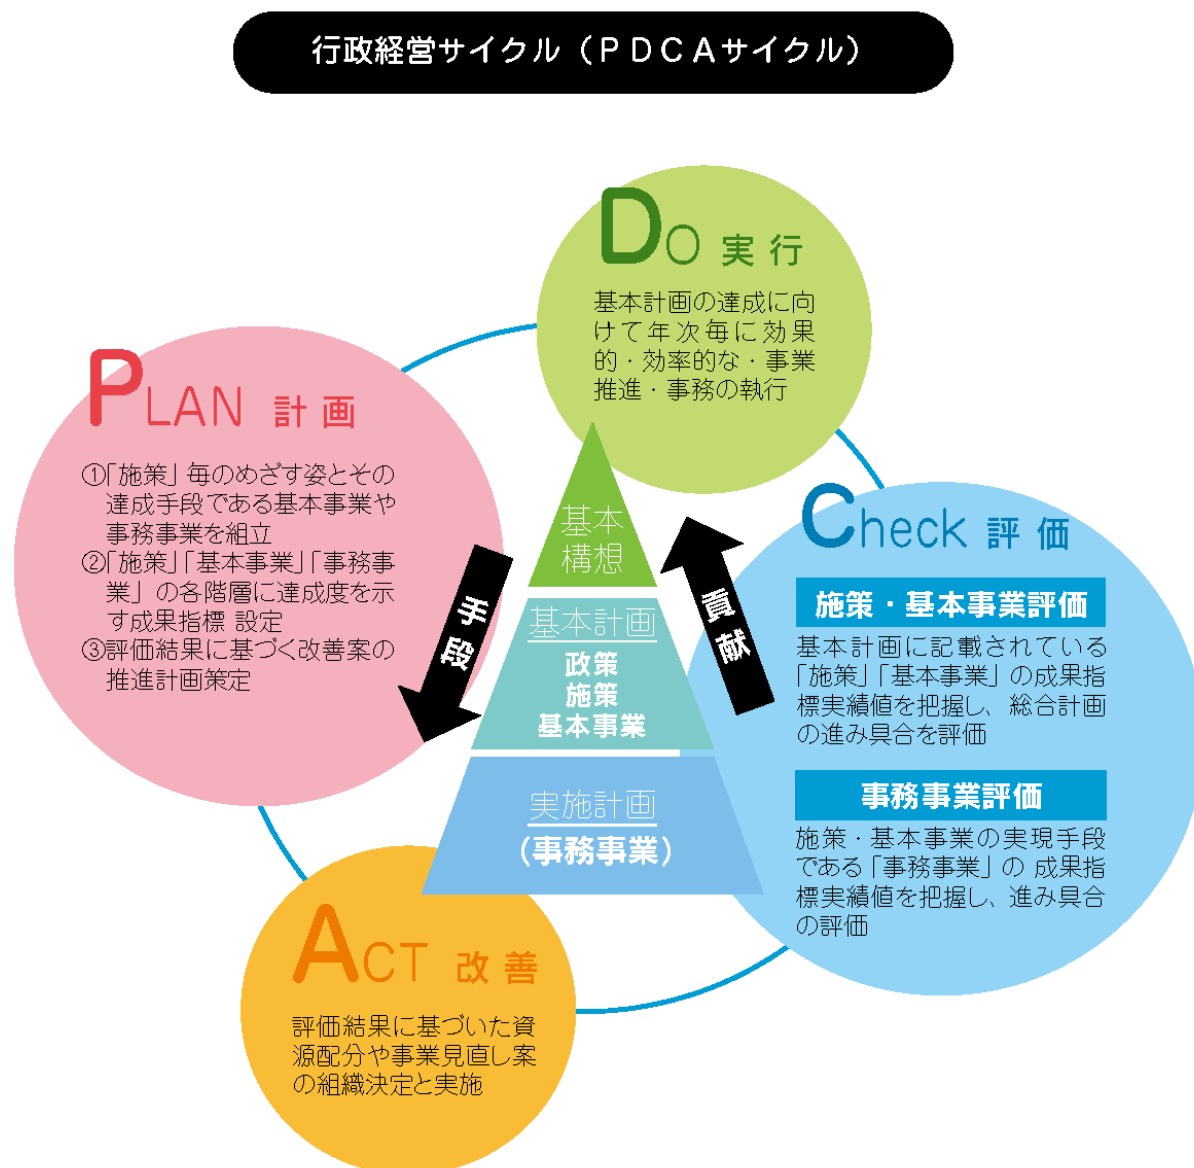 行政経営サイクル（ＰＤＣＡサイクル）
DO 実行
基本計画の達成に向
けて年次毎に効果
的・効率的な・事業
推進・事務の執行
PLAN 計画
①「施策」毎のめざす姿とその
達成手段である基本事業や
事務事業を組立
②「施策」「基本事業」「事務事
業」の各階層に達成度を示
す成果指標 設定
③評価結果に基づく改善案の
推進計画策定
手段
基本
構想
基本計画
政策
施策
基本事業
実施計画
(事務事業)
貢献
Check 評価
施策・基本事業評価
基本計画に記載されている
「施策」「基本事業」の成果指
標実績値を把握し、総合計画
の進み具合を評価
事務事業評価
施策・基本事業の実現手段
である「事務事業」の 成果指
標実績値を把握し、進み具合
の評価
ACT 改善
評価結果に基づいた資
源配分や事業見直し案
の組織決定と実施